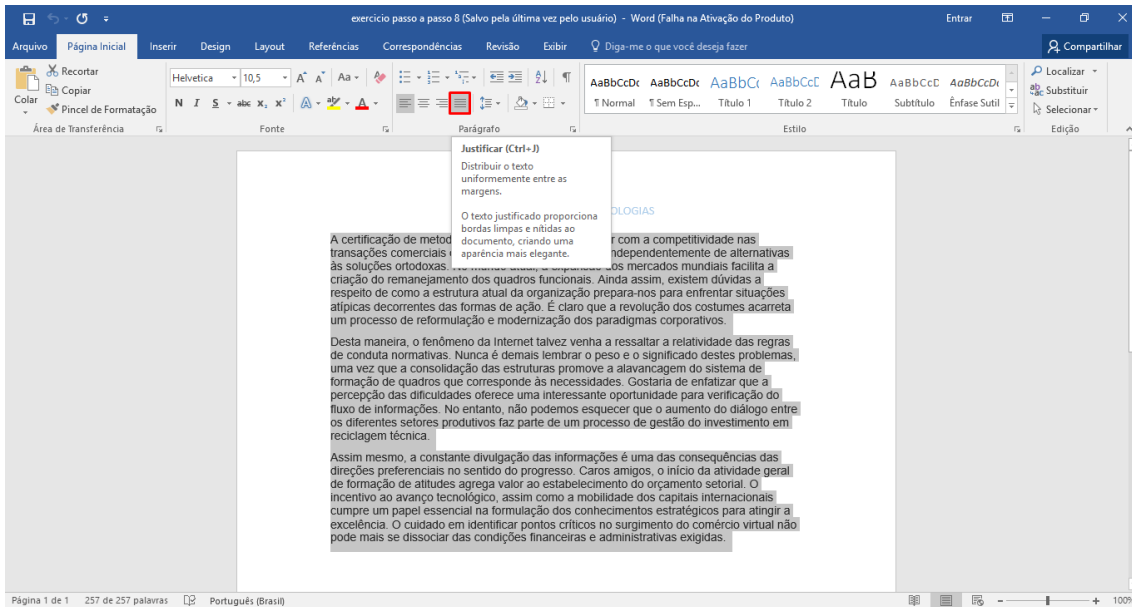 exercicio passo a passo 8 (Salvo pela última vez pelo usuário) - Word (Falha na Ativação do Produto)
Entrar
Arquivo Página Inicial Inserir Design Layout Referências Correspondências Revisão Exibir Diga-me o que você deseja fazer
Compartilhar
Colar
Recortar
Copiar
Pincel de Formatação
Área de Transferência
Helvetica 10,5
N I S abc x₂ x²
Fonte
Parágrafo
AaBbCcDc AaBbCcDc AaBbCc AaBbCcC AaB AaBbCcD AaBbCcDt
¶ Normal ¶ Sem Esp... Título 1 Título 2 Título Subtítulo Ênfase Sutil
Estilo
Localizar
Substituir
Selecionar
Edição
Justificar (Ctrl+J)
Distribuir o texto
uniformemente entre as
margens.
O texto justificado proporciona
bordas limpas e nítidas ao
documento, criando uma
aparência mais elegante.
OLOGIAS
A certificação de metod r com a competitividade nas
transações comerciais ndependentemente de alternativas
às soluções ortodoxas. No mundo atual, a expansão dos mercados mundiais facilita a
criação do remanejamento dos quadros funcionais. Ainda assim, existem dúvidas a
respeito de como a estrutura atual da organização prepara-nos para enfrentar situações
atípicas decorrentes das formas de ação. É claro que a revolução dos costumes acarreta
um processo de reformulação e modernização dos paradigmas corporativos.
Desta maneira, o fenômeno da Internet talvez venha a ressaltar a relatividade das regras
de conduta normativas. Nunca é demais lembrar o peso e o significado destes problemas,
uma vez que a consolidação das estruturas promove a alavancagem do sistema de
formação de quadros que corresponde às necessidades. Gostaria de enfatizar que a
percepção das dificuldades oferece uma interessante oportunidade para verificação do
fluxo de informações. No entanto, não podemos esquecer que o aumento do diálogo entre
os diferentes setores produtivos faz parte de um processo de gestão do investimento em
reciclagem técnica.
Assim mesmo, a constante divulgação das informações é uma das consequências das
direções preferenciais no sentido do progresso. Caros amigos, o início da atividade geral
de formação de atitudes agrega valor ao estabelecimento do orçamento setorial. O
incentivo ao avanço tecnológico, assim como a mobilidade dos capitais internacionais
cumpre um papel essencial na formulação dos conhecimentos estratégicos para atingir a
excelência. O cuidado em identificar pontos críticos no surgimento do comércio virtual não
pode mais se dissociar das condições financeiras e administrativas exigidas.
Página 1 de 1 257 de 257 palavras Português (Brasil)
100%